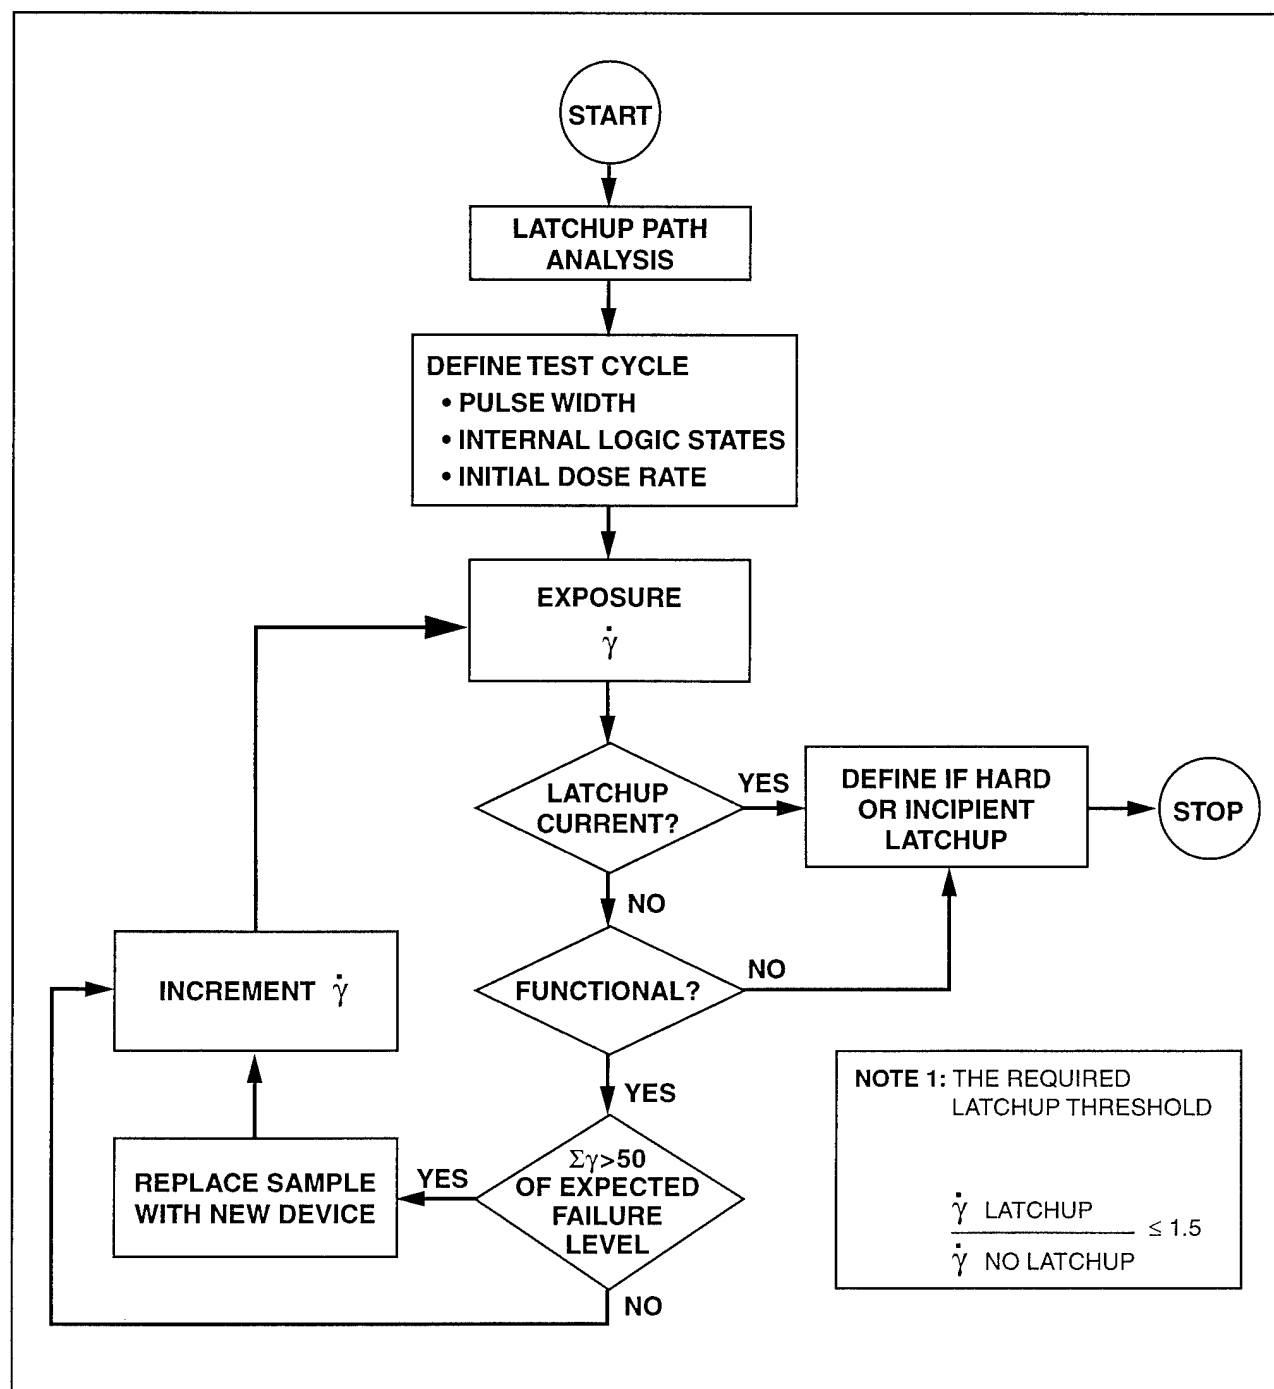 START
LATCHUP PATH
ANALYSIS
DEFINE TEST CYCLE
• PULSE WIDTH
• INTERNAL LOGIC STATES
• INITIAL DOSE RATE
EXPOSURE
γ̇
LATCHUP
CURRENT?
YES
DEFINE IF HARD
OR INCIPIENT
LATCHUP
STOP
NO
FUNCTIONAL?
NO
INCREMENT γ̇
YES
Σγ>50
OF EXPECTED
FAILURE
LEVEL
YES
REPLACE SAMPLE
WITH NEW DEVICE
NO
NOTE 1: THE REQUIRED
LATCHUP THRESHOLD
γ̇ LATCHUP
≤ 1.5
γ̇ NO LATCHUP